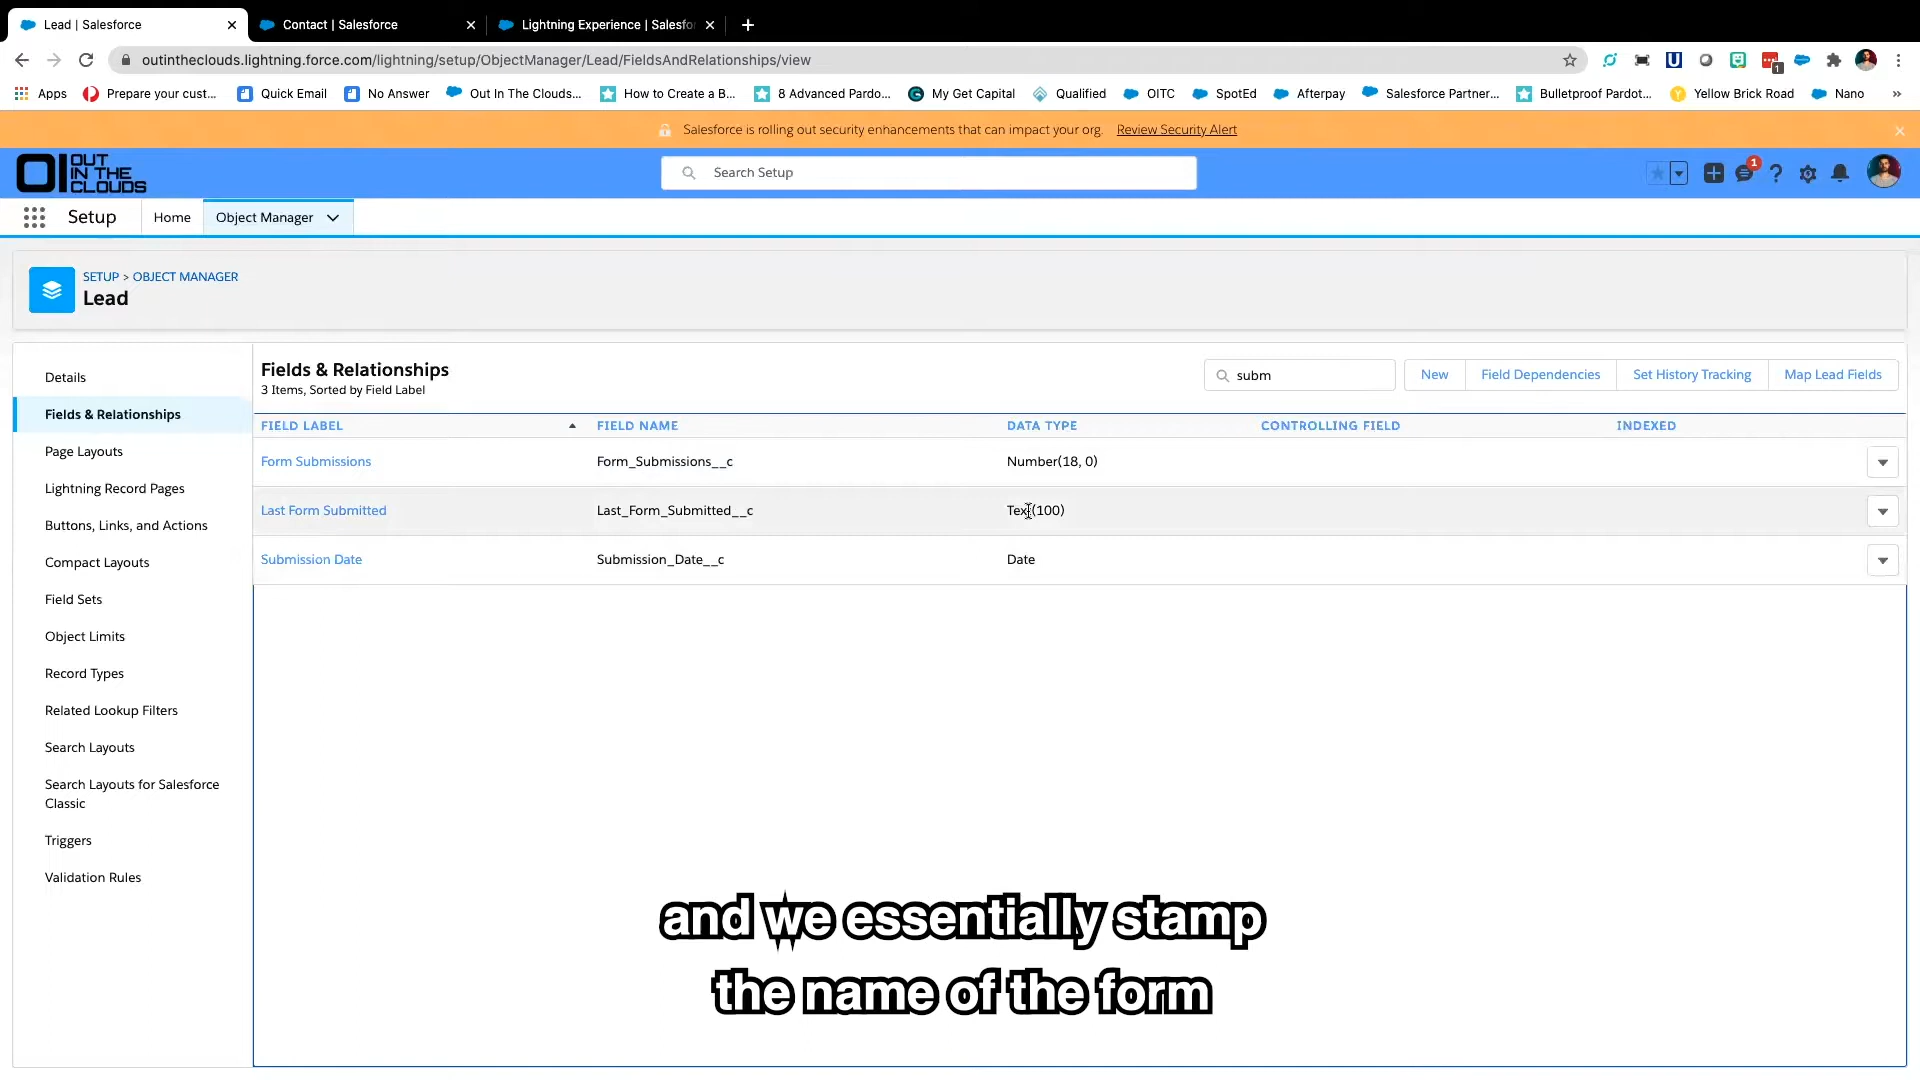 Lead | Salesforce
Contact | Salesforce
Lightning Experience | Salesfo
outintheclouds.lightning.force.com/lightning/setup/ObjectManager/Lead/FieldsAndRelationships/view
1
Apps
Prepare your cust...
Quick Email
No Answer
Out In The Clouds...
How to Create a B...
8 Advanced Pardo...
My Get Capital
Qualified
OITC
SpotEd
Afterpay
Salesforce Partner...
Bulletproof Pardot...
Yellow Brick Road
Nano
»
Salesforce is rolling out security enhancements that can impact your org. Review Security Alert
OI OUT IN THE CLOUDS
Search Setup
1
Setup
Home
Object Manager
SETUP > OBJECT MANAGER
Lead
Details
Fields & Relationships
Page Layouts
Lightning Record Pages
Buttons, Links, and Actions
Compact Layouts
Field Sets
Object Limits
Record Types
Related Lookup Filters
Search Layouts
Search Layouts for Salesforce
Classic
Triggers
Validation Rules
Fields & Relationships
3 Items, Sorted by Field Label
subm
New
Field Dependencies
Set History Tracking
Map Lead Fields
FIELD LABEL FIELD NAME DATA TYPE CONTROLLING FIELD INDEXED
Form Submissions Form_Submissions__c Number(18, 0)
Last Form Submitted Last_Form_Submitted__c Text(100)
Submission Date Submission_Date__c Date
and we essentially stamp
the name of the form